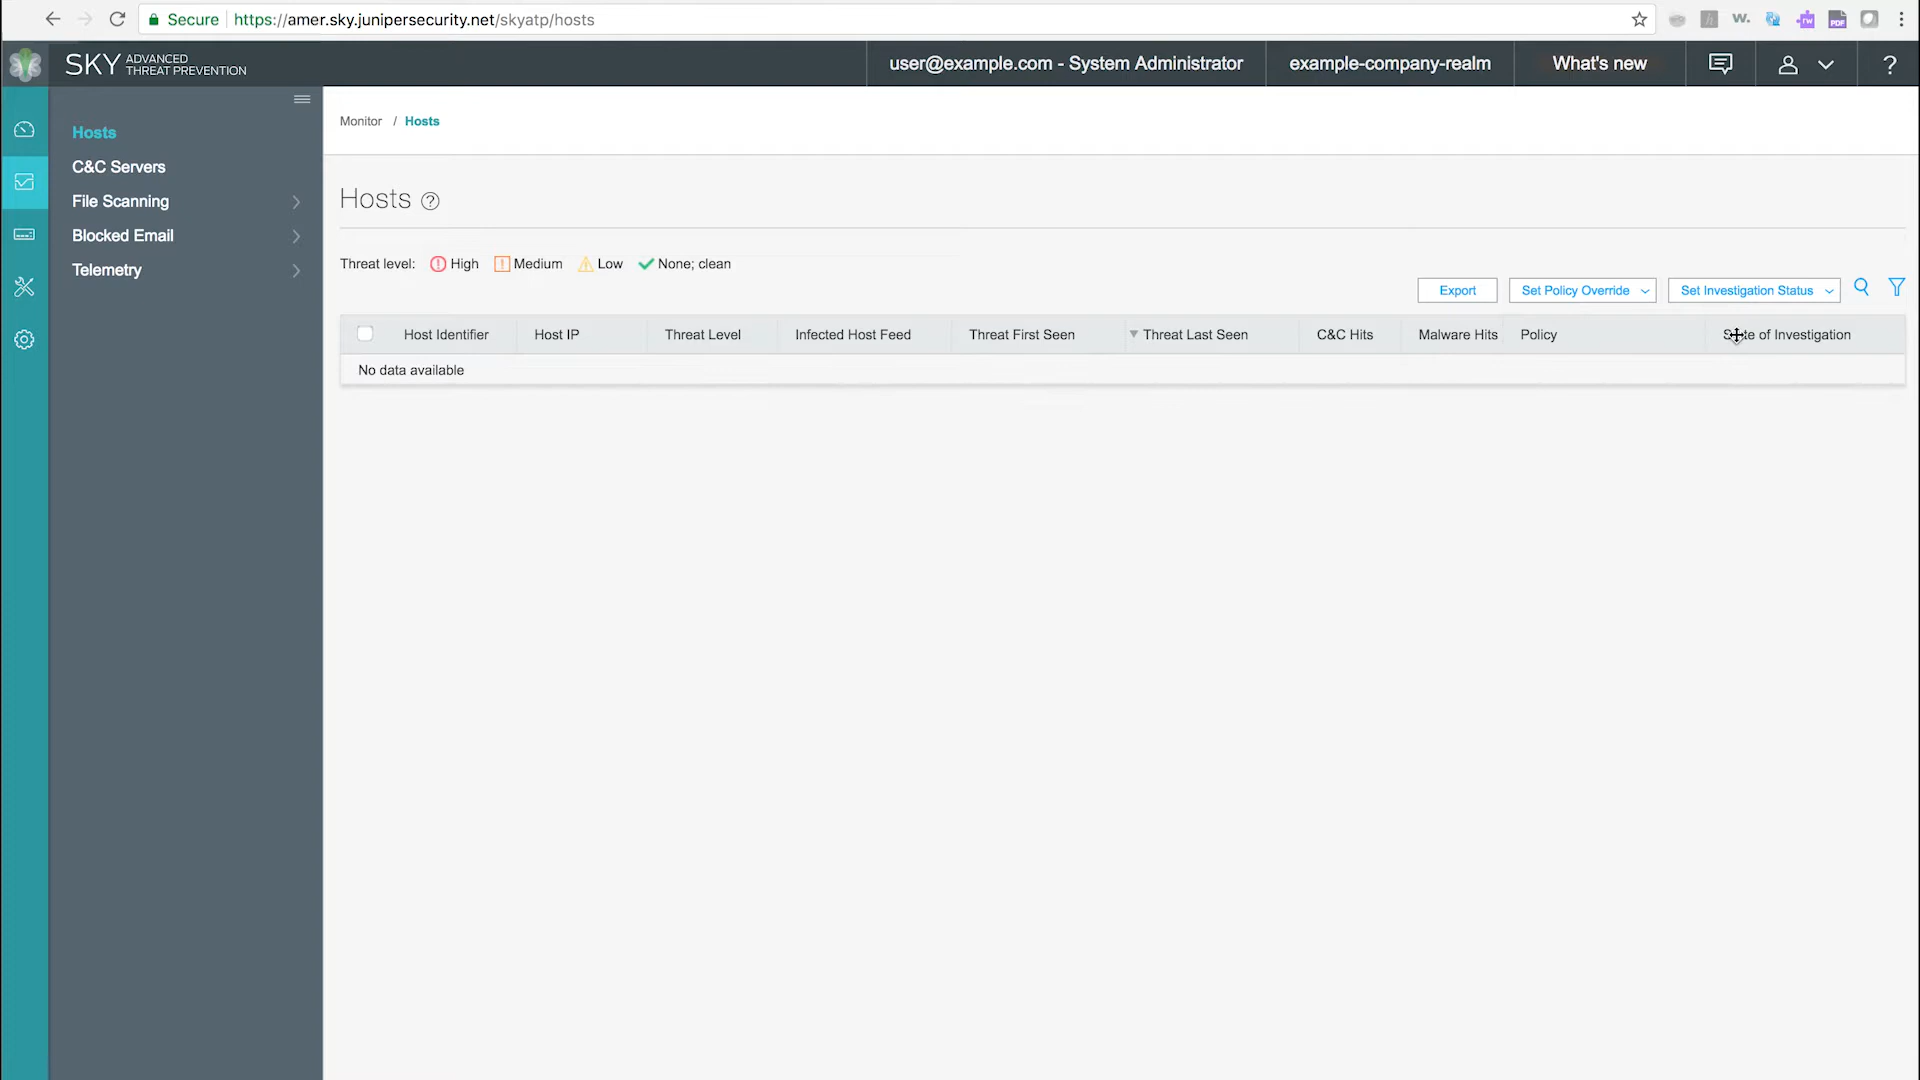 Secure https://amer.sky.junipersecurity.net/skyatp/hosts
SKY ADVANCED THREAT PREVENTION
user@example.com - System Administrator
example-company-realm
What's new
?
Hosts
C&C Servers
File Scanning
Blocked Email
Telemetry
Monitor / Hosts
Hosts ?
Threat level: High Medium Low None; clean
Export Set Policy Override Set Investigation Status
Host Identifier Host IP Threat Level Infected Host Feed Threat First Seen Threat Last Seen C&C Hits Malware Hits Policy of Investigation
No data available